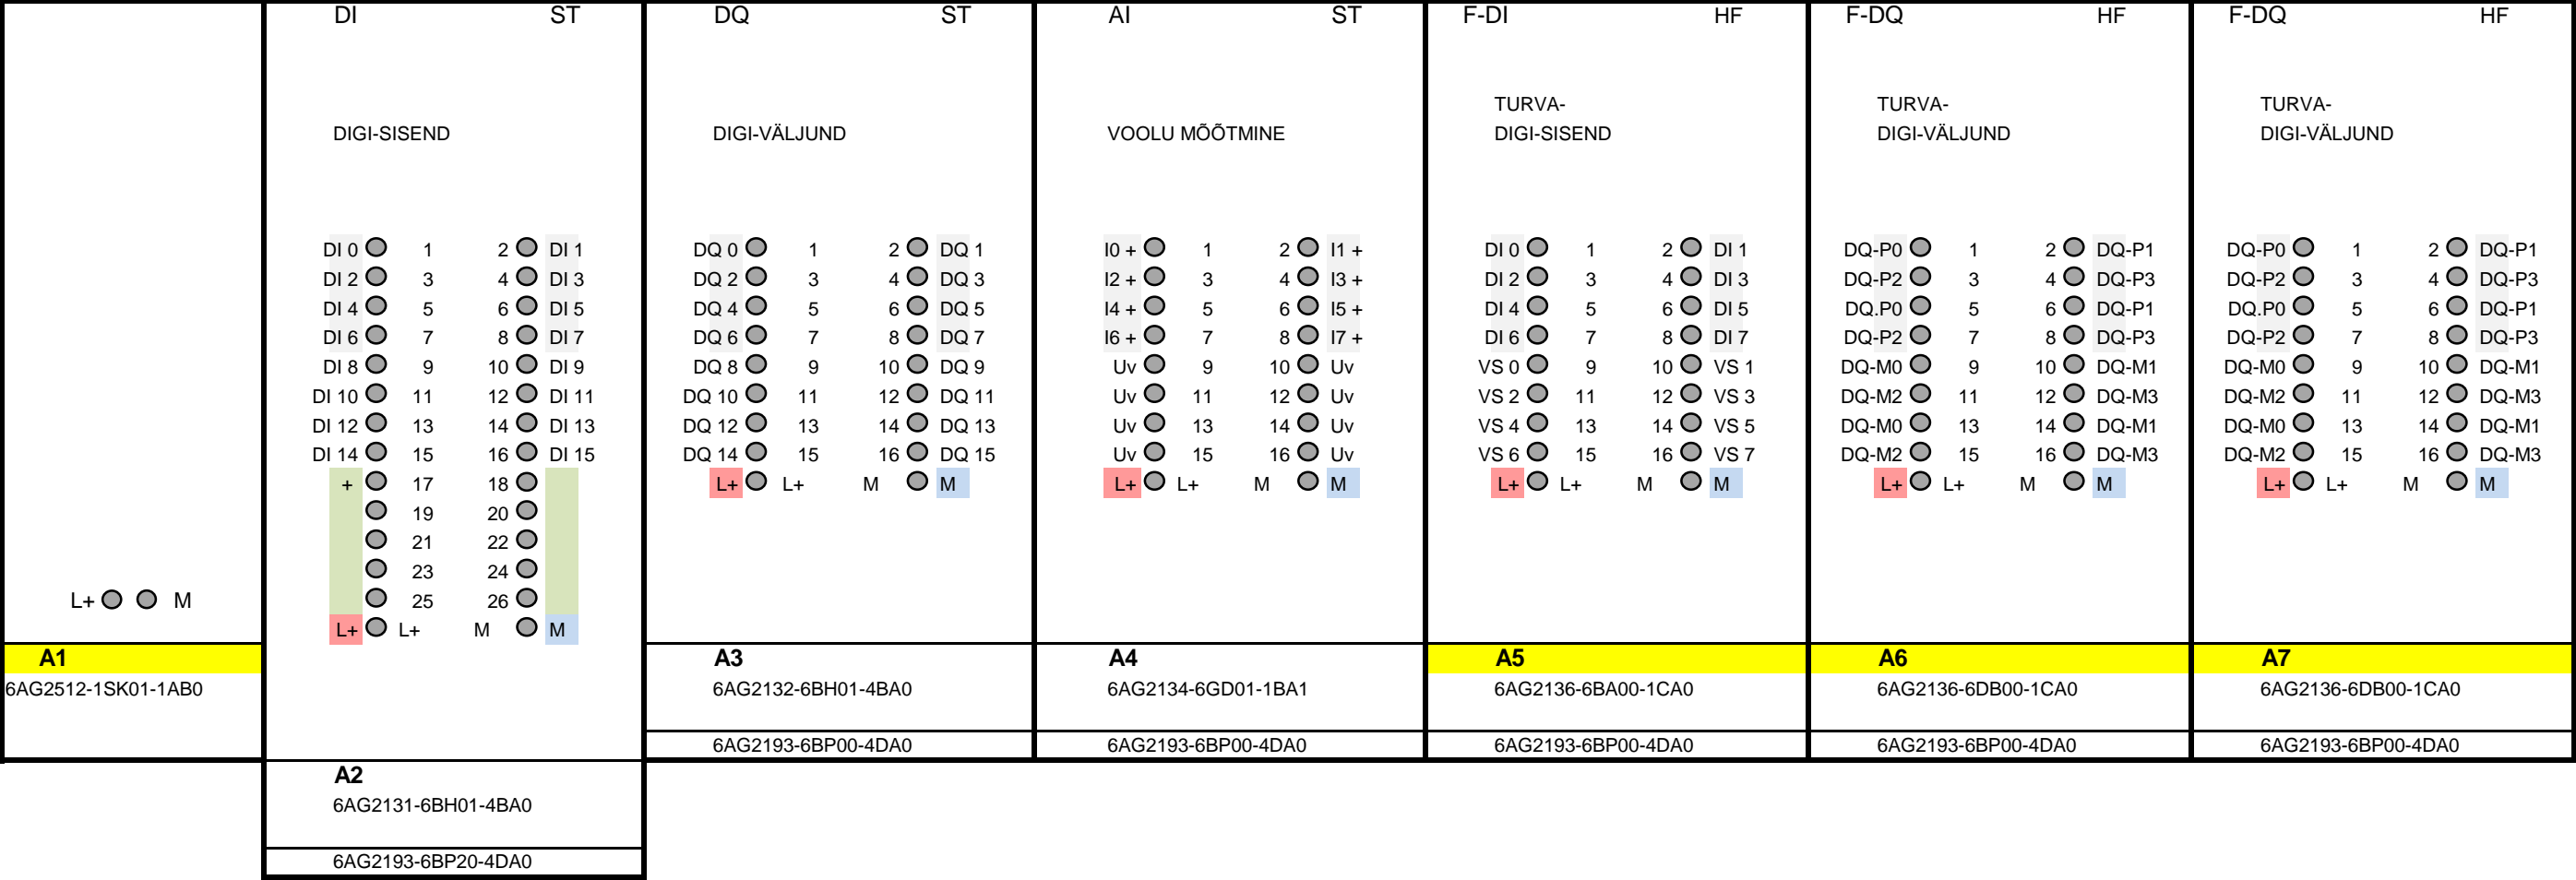 DI ST DQ ST AI ST F-DI HF F-DQ HF F-DQ HF
TURVA- TURVA- TURVA-
DIGI-SISEND DIGI-VÄLJUND VOOLU MÕÕTMINE DIGI-SISEND DIGI-VÄLJUND DIGI-VÄLJUND
DI 0 1 2 DI 1 DQ 0 1 2 DQ 1 I0 + 1 2 I1 + DI 0 1 2 DI 1 DQ-P0 1 2 DQ-P1 DQ-P0 1 2 DQ-P1
DI 2 3 4 DI 3 DQ 2 3 4 DQ 3 I2 + 3 4 I3 + DI 2 3 4 DI 3 DQ-P2 3 4 DQ-P3 DQ-P2 3 4 DQ-P3
DI 4 5 6 DI 5 DQ 4 5 6 DQ 5 I4 + 5 6 I5 + DI 4 5 6 DI 5 DQ.P0 5 6 DQ-P1 DQ.P0 5 6 DQ-P1
DI 6 7 8 DI 7 DQ 6 7 8 DQ 7 I6 + 7 8 I7 + DI 6 7 8 DI 7 DQ-P2 7 8 DQ-P3 DQ-P2 7 8 DQ-P3
DI 8 9 10 DI 9 DQ 8 9 10 DQ 9 Uv 9 10 Uv VS 0 9 10 VS 1 DQ-M0 9 10 DQ-M1 DQ-M0 9 10 DQ-M1
DI 10 11 12 DI 11 DQ 10 11 12 DQ 11 Uv 11 12 Uv VS 2 11 12 VS 3 DQ-M2 11 12 DQ-M3 DQ-M2 11 12 DQ-M3
DI 12 13 14 DI 13 DQ 12 13 14 DQ 13 Uv 13 14 Uv VS 4 13 14 VS 5 DQ-M0 13 14 DQ-M1 DQ-M0 13 14 DQ-M1
DI 14 15 16 DI 15 DQ 14 15 16 DQ 15 Uv 15 16 Uv VS 6 15 16 VS 7 DQ-M2 15 16 DQ-M3 DQ-M2 15 16 DQ-M3
+ 17 18 L+ L+ M M L+ L+ M M L+ L+ M M L+ L+ M M L+ L+ M M
19 20
21 22
23 24
L+ M 25 26
L+ L+ M M
A1 A3 A4 A5 A6 A7
6AG2512-1SK01-1AB0 6AG2132-6BH01-4BA0 6AG2134-6GD01-1BA1 6AG2136-6BA00-1CA0 6AG2136-6DB00-1CA0 6AG2136-6DB00-1CA0
6AG2193-6BP00-4DA0 6AG2193-6BP00-4DA0 6AG2193-6BP00-4DA0 6AG2193-6BP00-4DA0 6AG2193-6BP00-4DA0
A2
6AG2131-6BH01-4BA0
6AG2193-6BP20-4DA0